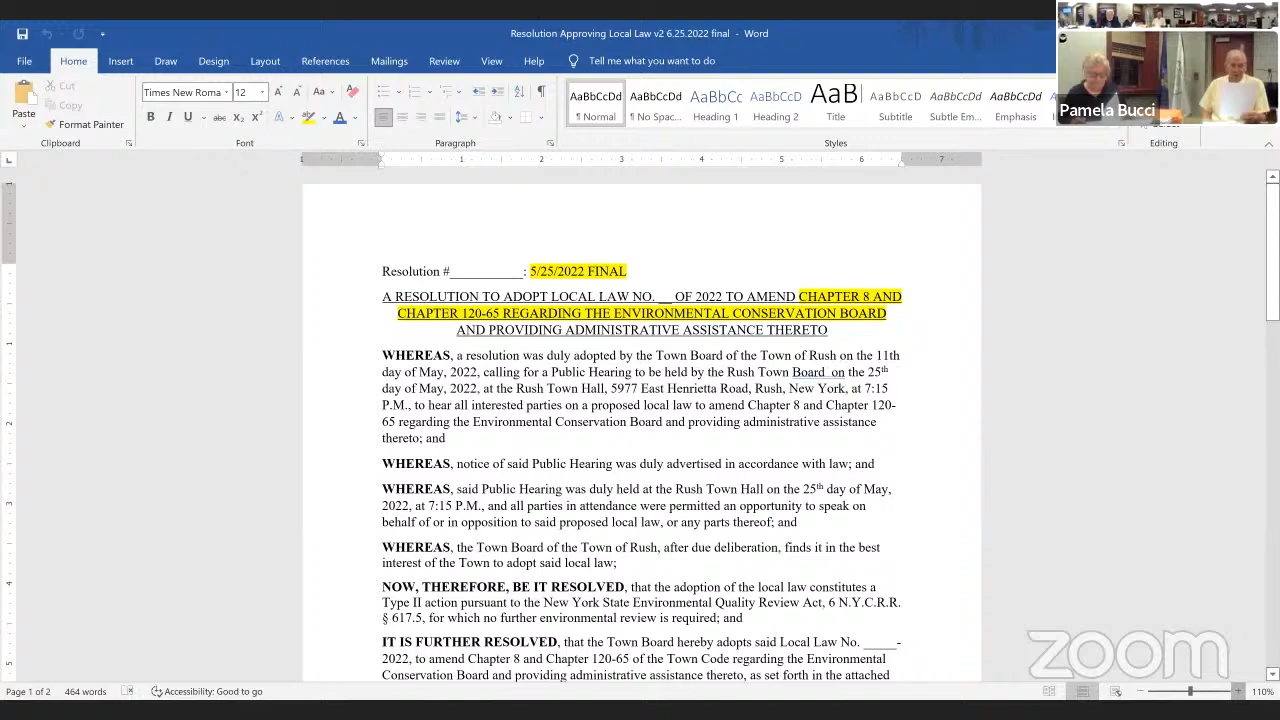 Resolution Approving Local Law v2 6.25.2022 final - Word
File Home Insert Draw Design Layout References Mailings Review View Help Tell me what you want to do
Paste
Cut
Copy
Format Painter
Times New Roma 12
AaBbCcDd AaBbCcDd AaBbCc AaBbCcD AaB AaBbCcD AaBbCcDd AaBbCcDd
¶ Normal ¶ No Spac... Heading 1 Heading 2 Title Subtitle Subtle Em... Emphasis
Pamela Bucci
Clipboard Font Paragraph Styles Editing
1 1 2 3 4 5 6 7
Resolution #___________: 5/25/2022 FINAL
A RESOLUTION TO ADOPT LOCAL LAW NO. __ OF 2022 TO AMEND CHAPTER 8 AND
CHAPTER 120-65 REGARDING THE ENVIRONMENTAL CONSERVATION BOARD
AND PROVIDING ADMINISTRATIVE ASSISTANCE THERETO
WHEREAS, a resolution was duly adopted by the Town Board of the Town of Rush on the 11th
day of May, 2022, calling for a Public Hearing to be held by the Rush Town Board on the 25th
day of May, 2022, at the Rush Town Hall, 5977 East Henrietta Road, Rush, New York, at 7:15
P.M., to hear all interested parties on a proposed local law to amend Chapter 8 and Chapter 120-
65 regarding the Environmental Conservation Board and providing administrative assistance
thereto; and
WHEREAS, notice of said Public Hearing was duly advertised in accordance with law; and
WHEREAS, said Public Hearing was duly held at the Rush Town Hall on the 25th day of May,
2022, at 7:15 P.M., and all parties in attendance were permitted an opportunity to speak on
behalf of or in opposition to said proposed local law, or any parts thereof; and
WHEREAS, the Town Board of the Town of Rush, after due deliberation, finds it in the best
interest of the Town to adopt said local law;
NOW, THEREFORE, BE IT RESOLVED, that the adoption of the local law constitutes a
Type II action pursuant to the New York State Environmental Quality Review Act, 6 N.Y.C.R.R.
§ 617.5, for which no further environmental review is required; and
IT IS FURTHER RESOLVED, that the Town Board hereby adopts said Local Law No. _____-
2022, to amend Chapter 8 and Chapter 120-65 of the Town Code regarding the Environmental
Conservation Board and providing administrative assistance thereto, as set forth in the attached
zoom
Page 1 of 2 464 words Accessibility: Good to go 110%